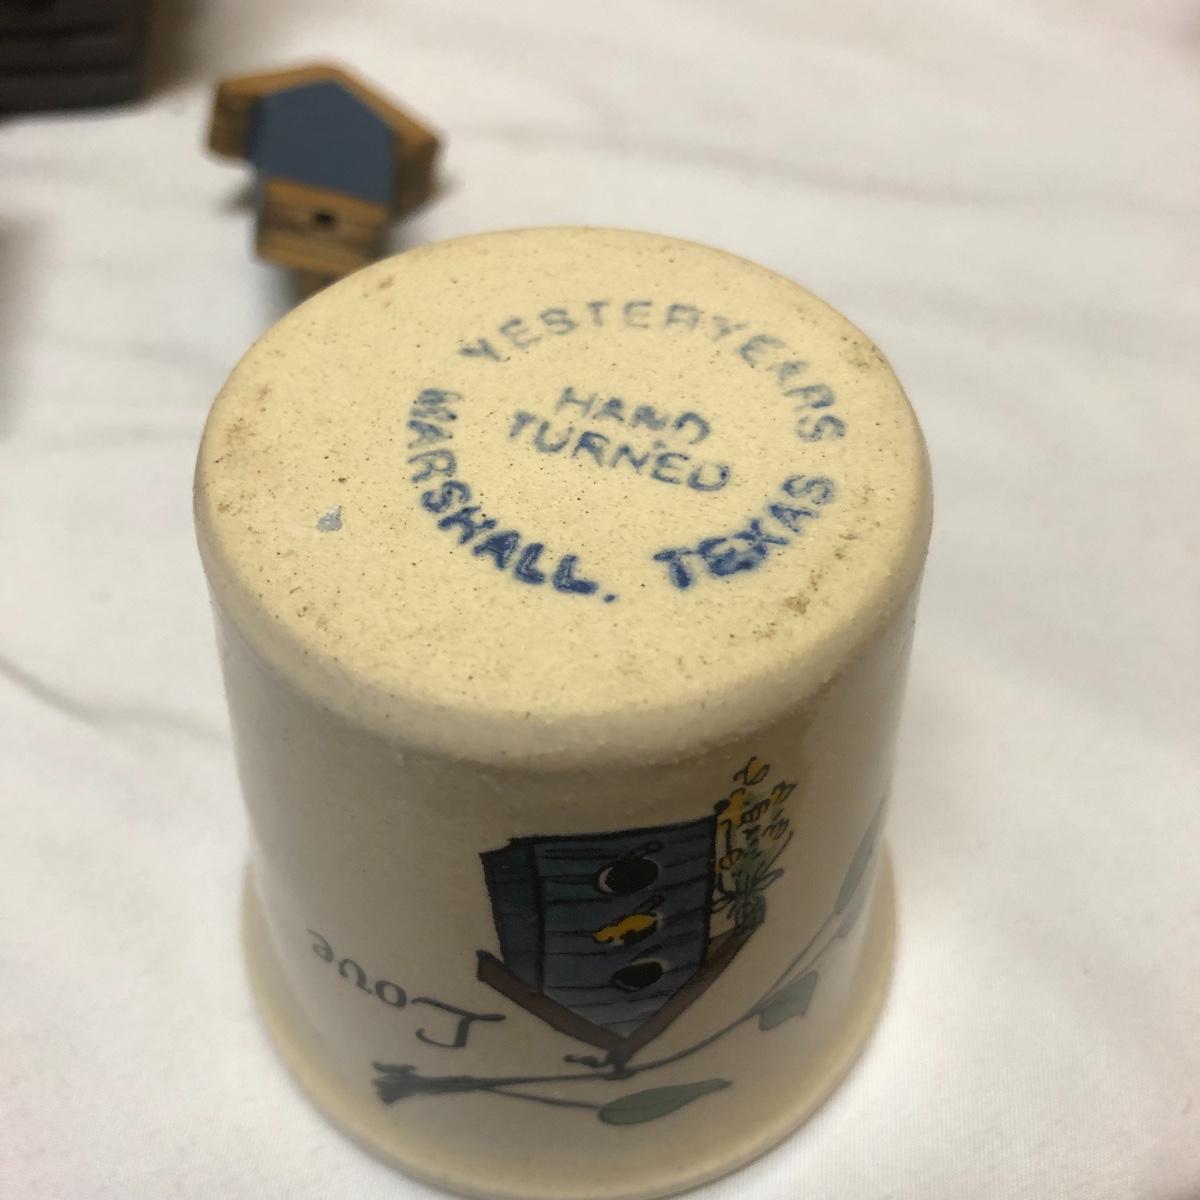 YESTERYEARS
HAND
TURNED
MARSHALL. TEXAS
Love